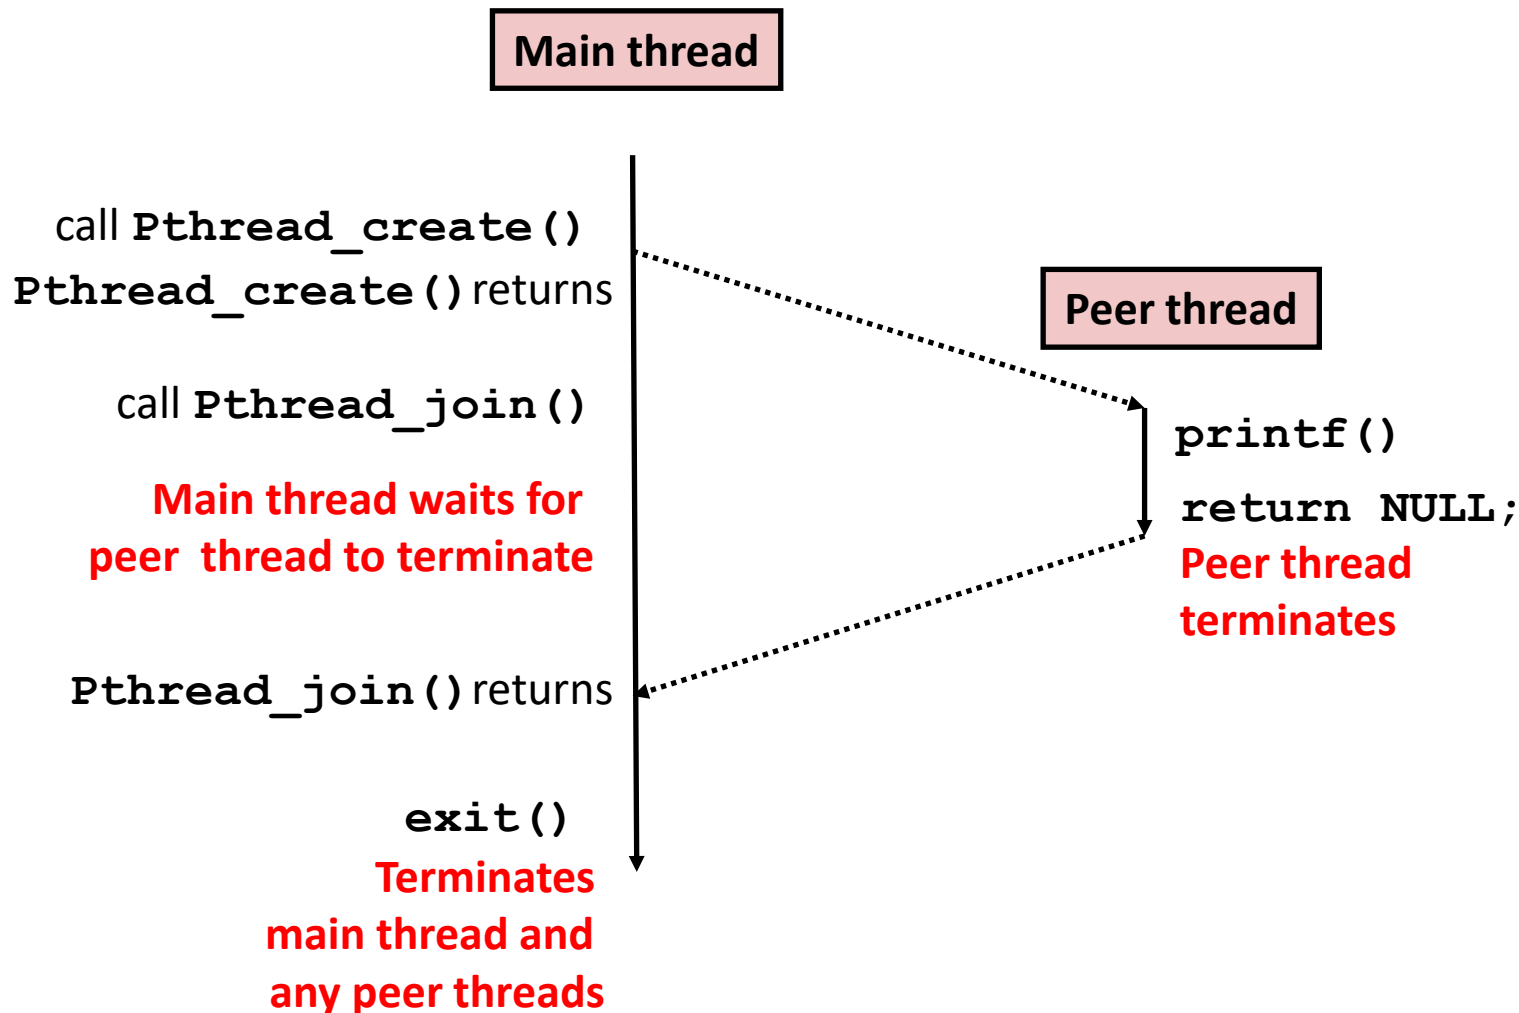 Main thread
call Pthread_create()
Pthread_create() returns
Peer thread
call Pthread_join()
printf()
Main thread waits for
peer thread to terminate
return NULL;
Peer thread
terminates
Pthread_join() returns
exit()
Terminates
main thread and
any peer threads